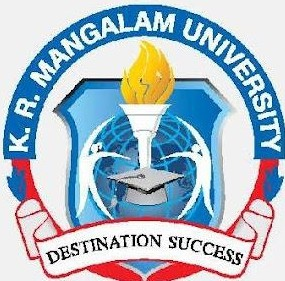 K. R. MANGALAM UNIVERSITY
DESTINATION SUCCESS